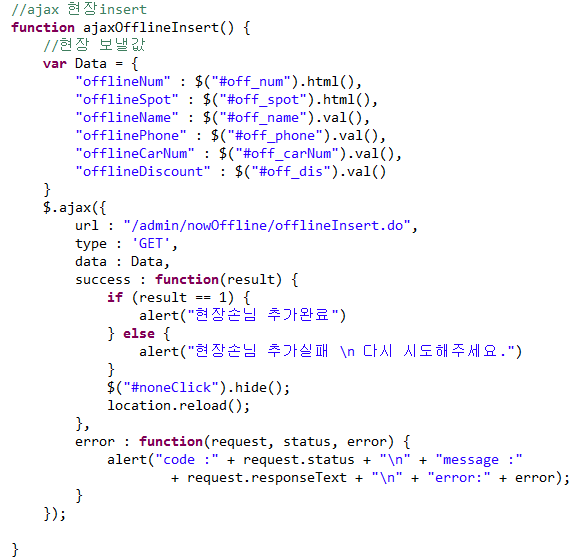 //ajax 현장insert
function ajaxOfflineInsert() {
//현장 보낼값
var Data = {
"offlineNum" : $("#off_num").html(),
"offlineSpot" : $("#off_spot").html(),
"offlineName" : $("#off_name").val(),
"offlinePhone" : $("#off_phone").val(),
"offlineCarNum" : $("#off_carNum").val(),
"offlineDiscount" : $("#off_dis").val()
}
$.ajax({
url : "/admin/nowOffline/offlineInsert.do",
type : 'GET',
data : Data,
success : function(result) {
if (result == 1) {
alert("현장손님 추가완료")
} else {
alert("현장손님 추가실패 \n 다시 시도해주세요.")
}
$("#noneClick").hide();
location.reload();
},
error : function(request, status, error) {
alert("code :" + request.status + "\n" + "message :"
+ request.responseText + "\n" + "error:" + error);
}
});
}